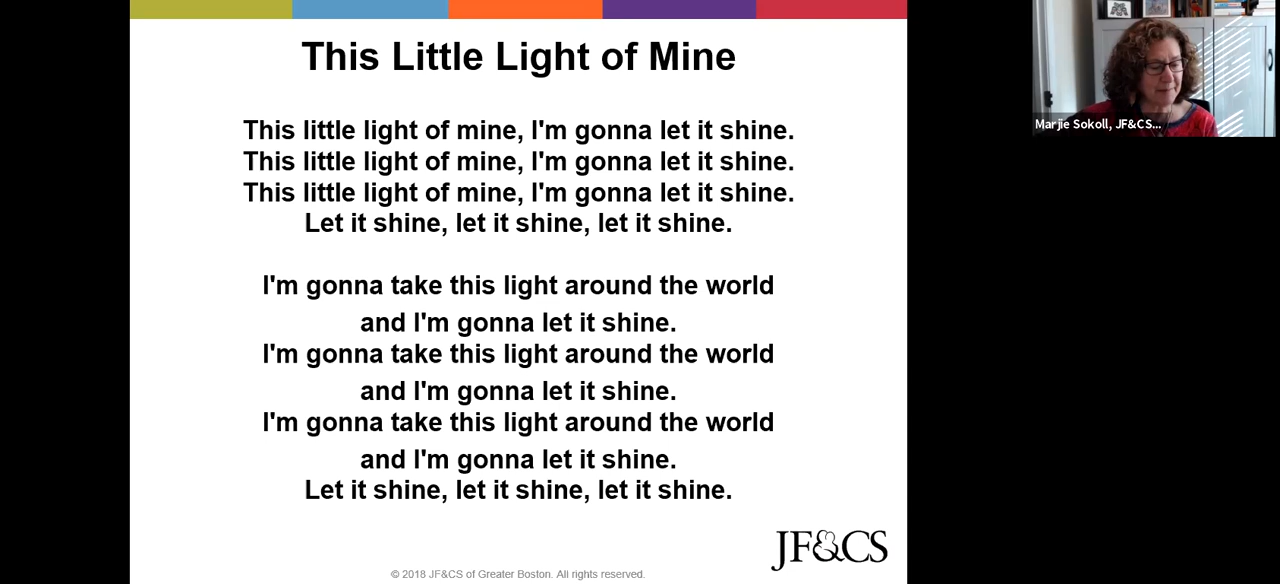 This Little Light of Mine
This little light of mine, I'm gonna let it shine.
This little light of mine, I'm gonna let it shine.
This little light of mine, I'm gonna let it shine.
Let it shine, let it shine, let it shine.
I'm gonna take this light around the world
and I'm gonna let it shine.
I'm gonna take this light around the world
and I'm gonna let it shine.
I'm gonna take this light around the world
and I'm gonna let it shine.
Let it shine, let it shine, let it shine.
JF&CS
© 2018 JF&CS of Greater Boston. All rights reserved.
Marjie Sokoll, JF&CS...